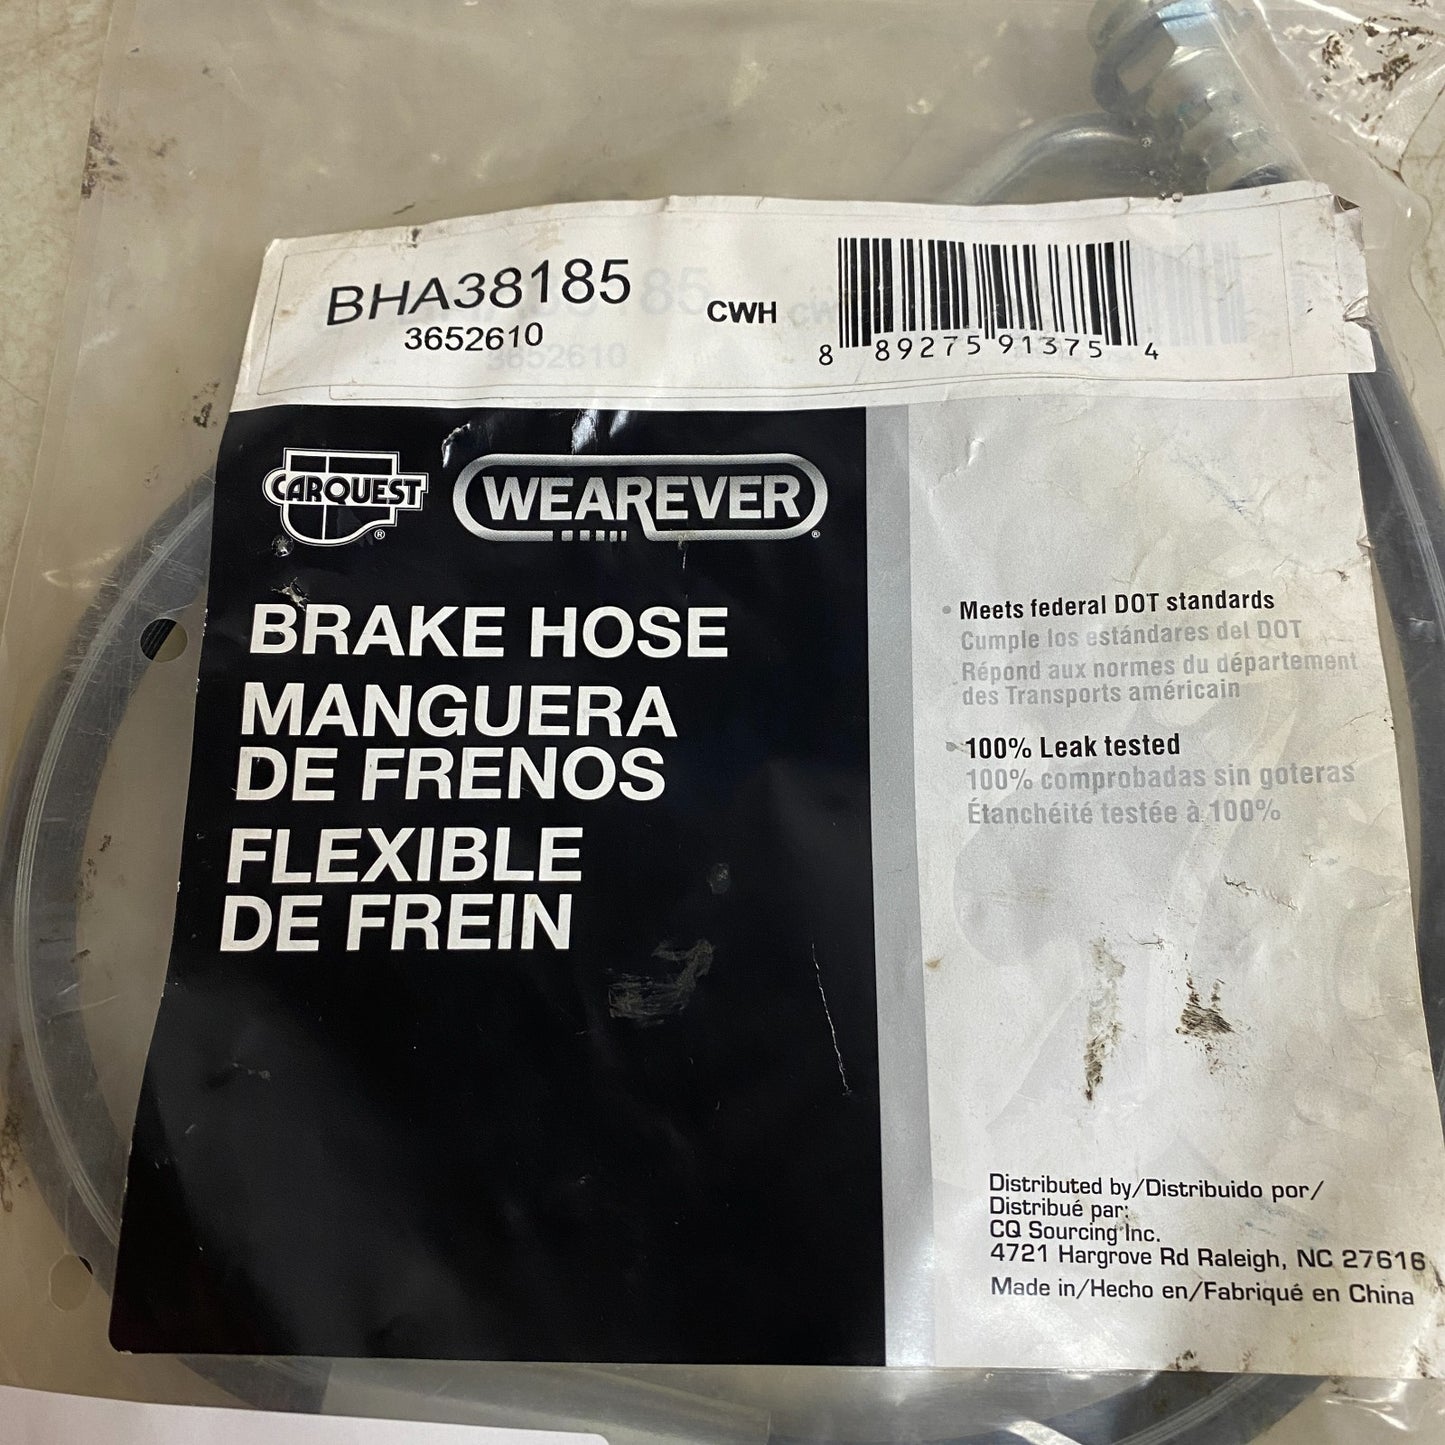 BHA38185
3652610
CWH
8 89275 91375 4
CARQUEST®
WEAREVER®
BRAKE HOSE
MANGUERA
DE FRENOS
FLEXIBLE
DE FREIN
• Meets federal DOT standards
Cumple los estándares del DOT
Répond aux normes du département
des Transports américain
• 100% Leak tested
100% comprobadas sin goteras
Étanchéité testée à 100%
Distributed by/Distribuido por/
Distribué par:
CQ Sourcing Inc.
4721 Hargrove Rd Raleigh, NC 27616
Made in/Hecho en/Fabriqué en China